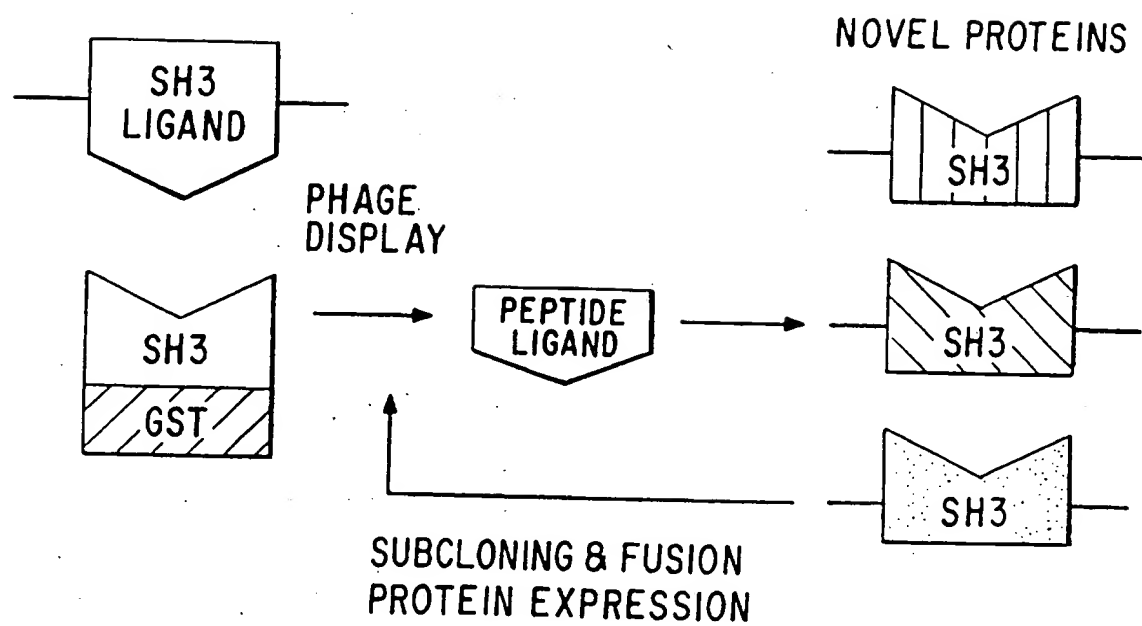 SH3
LIGAND
SH3
GST
PHAGE
DISPLAY
PEPTIDE
LIGAND
NOVEL PROTEINS
SH3
SH3
SH3
SUBCLONING & FUSION
PROTEIN EXPRESSION